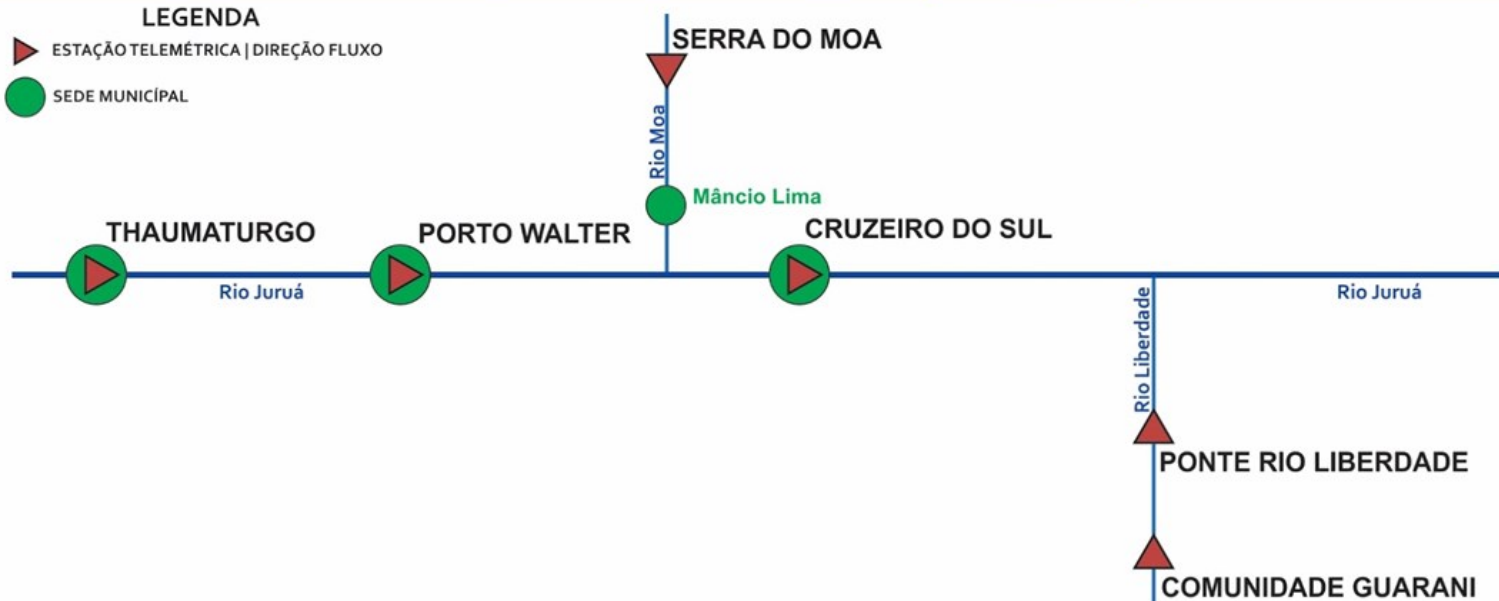 LEGENDA
ESTAÇÃO TELEMÉTRICA | DIREÇÃO FLUXO
SEDE MUNICÍPAL
SERRA DO MOA
Rio Moa
Mâncio Lima
THAUMATURGO
PORTO WALTER
CRUZEIRO DO SUL
Rio Juruá
Rio Juruá
Rio Liberdade
PONTE RIO LIBERDADE
COMUNIDADE GUARANI